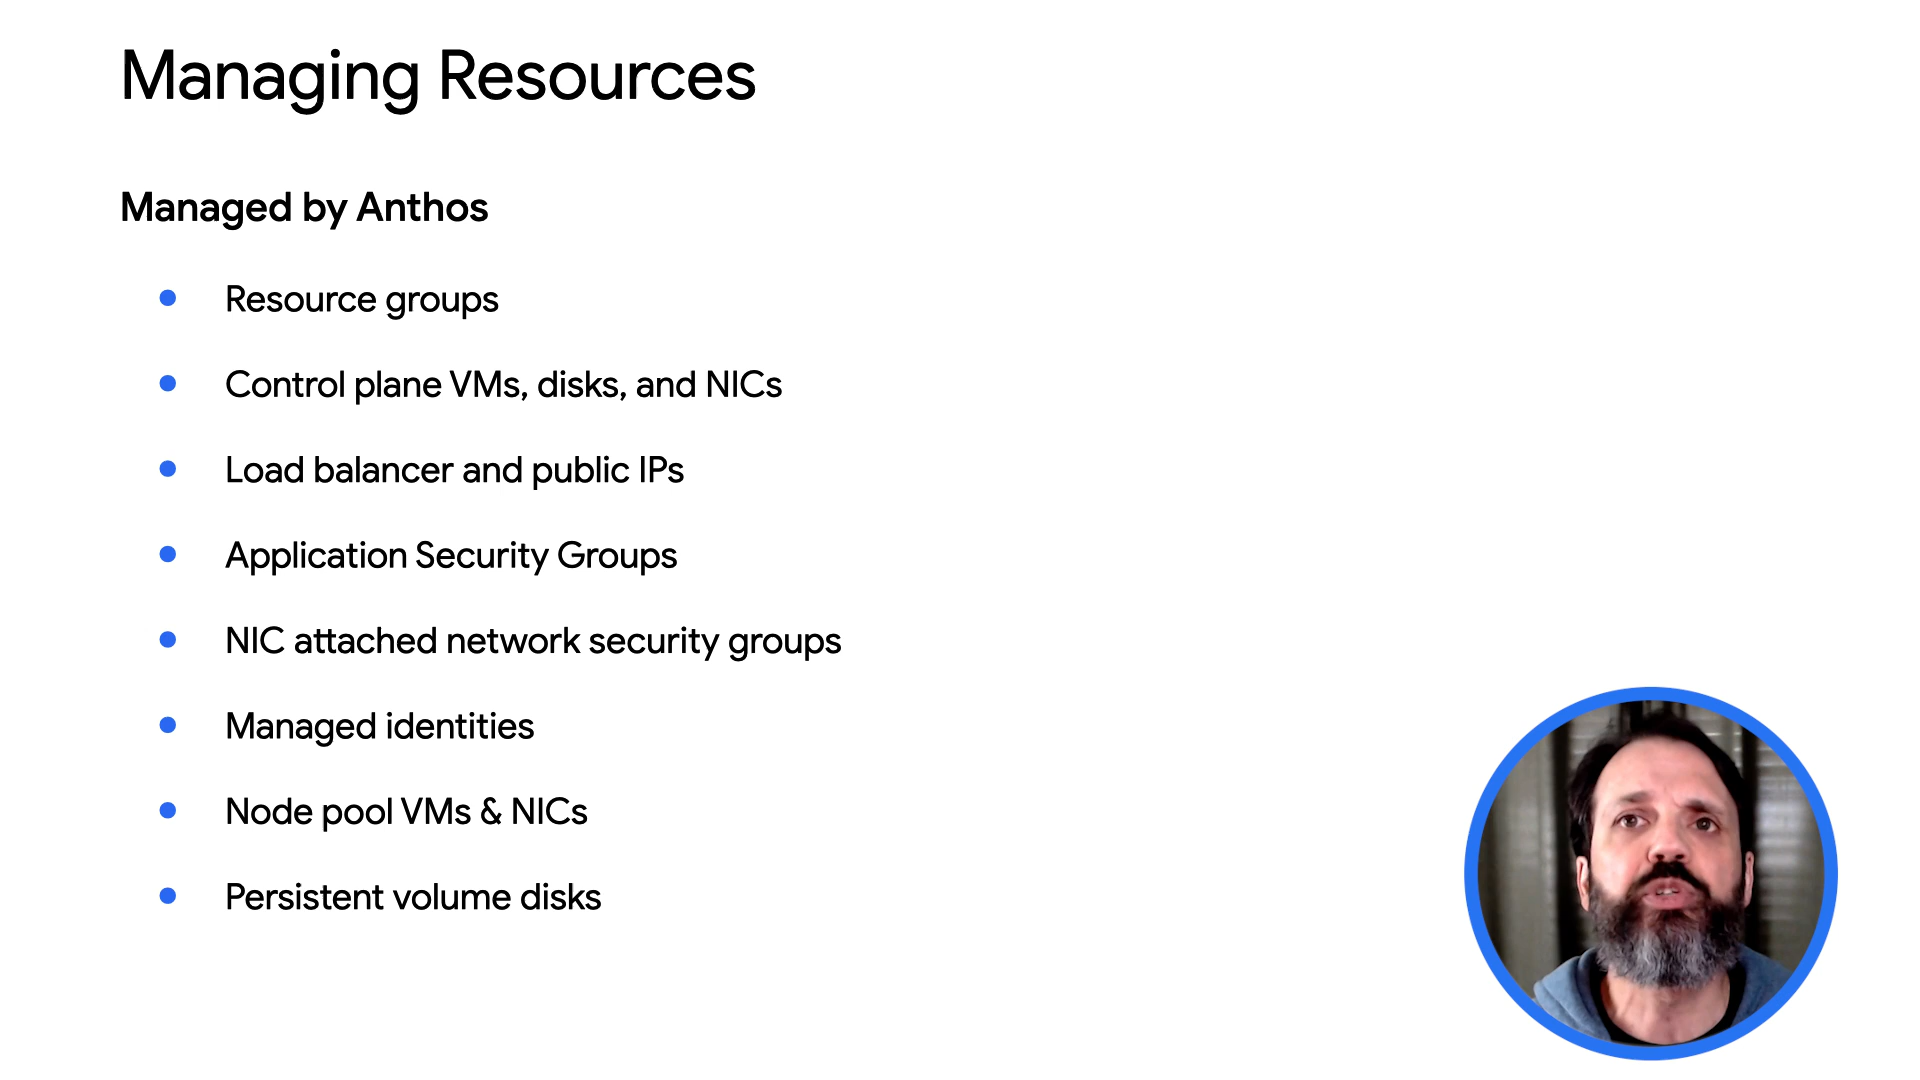 Managing Resources
Managed by Anthos
Resource groups
Control plane VMs, disks, and NICs
Load balancer and public IPs
Application Security Groups
NIC attached network security groups
Managed identities
Node pool VMs & NICs
Persistent volume disks